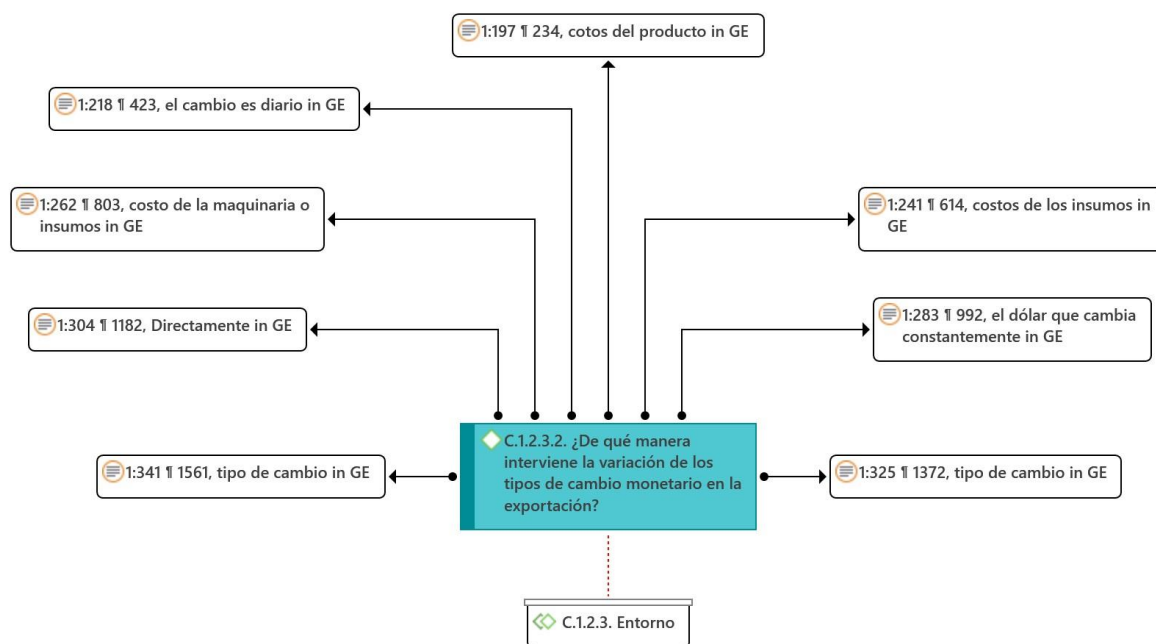 1:197 ¶ 234, cotos del producto in GE
1:218 ¶ 423, el cambio es diario in GE
1:262 ¶ 803, costo de la maquinaria o
insumos in GE
1:241 ¶ 614, costos de los insumos in
GE
1:304 ¶ 1182, Directamente in GE
1:283 ¶ 992, el dólar que cambia
constantemente in GE
C.1.2.3.2. ¿De qué manera
interviene la variación de los
tipos de cambio monetario en la
exportación?
1:341 ¶ 1561, tipo de cambio in GE
1:325 ¶ 1372, tipo de cambio in GE
C.1.2.3. Entorno